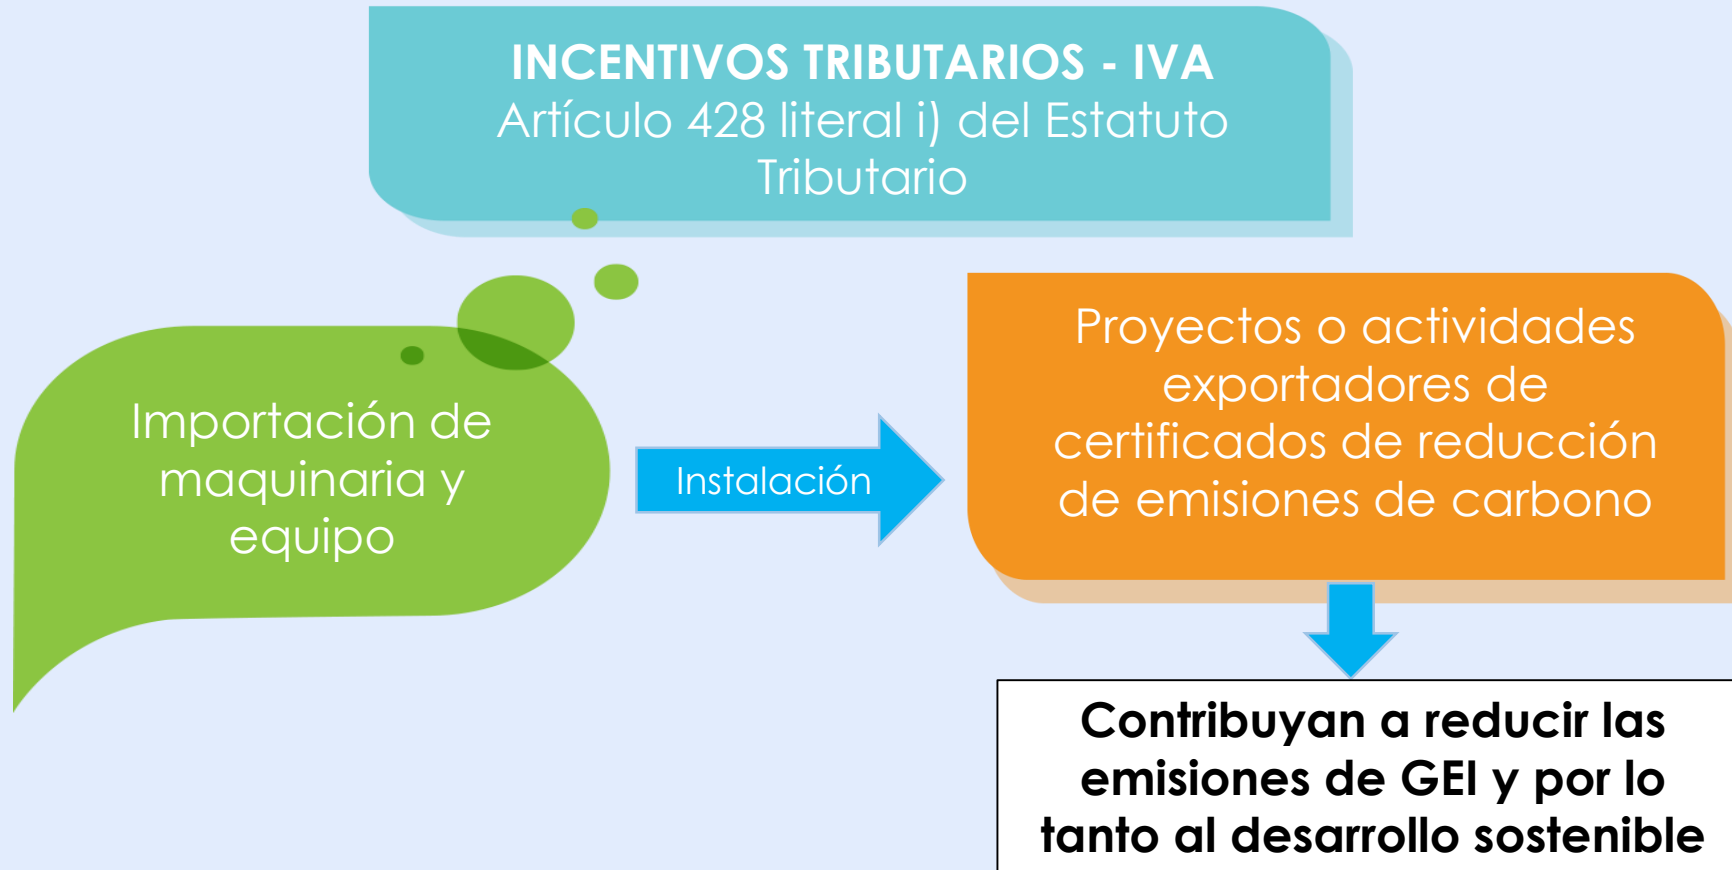 INCENTIVOS TRIBUTARIOS - IVA
Artículo 428 literal i) del Estatuto
Tributario
Importación de
maquinaria y
equipo
Instalación
Proyectos o actividades
exportadores de
certificados de reducción
de emisiones de carbono
Contribuyan a reducir las
emisiones de GEI y por lo
tanto al desarrollo sostenible